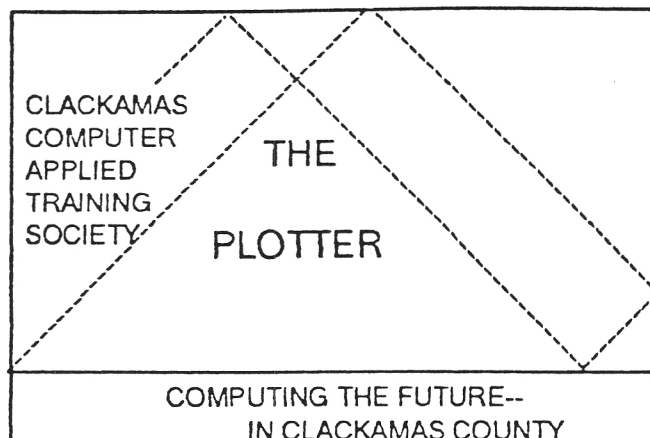 CLACKAMAS
COMPUTER
APPLIED
TRAINING
SOCIETY
THE
PLOTTER
COMPUTING THE FUTURE--
IN CLACKAMAS COUNTY